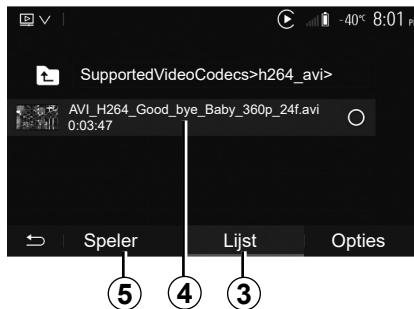 -40°c 8:01
SupportedVideoCodecs>h264_avi>
AVI_H264_Good_bye_Baby_360p_24f.avi
0:03:47
Speler Lijst Opties
5 4 3